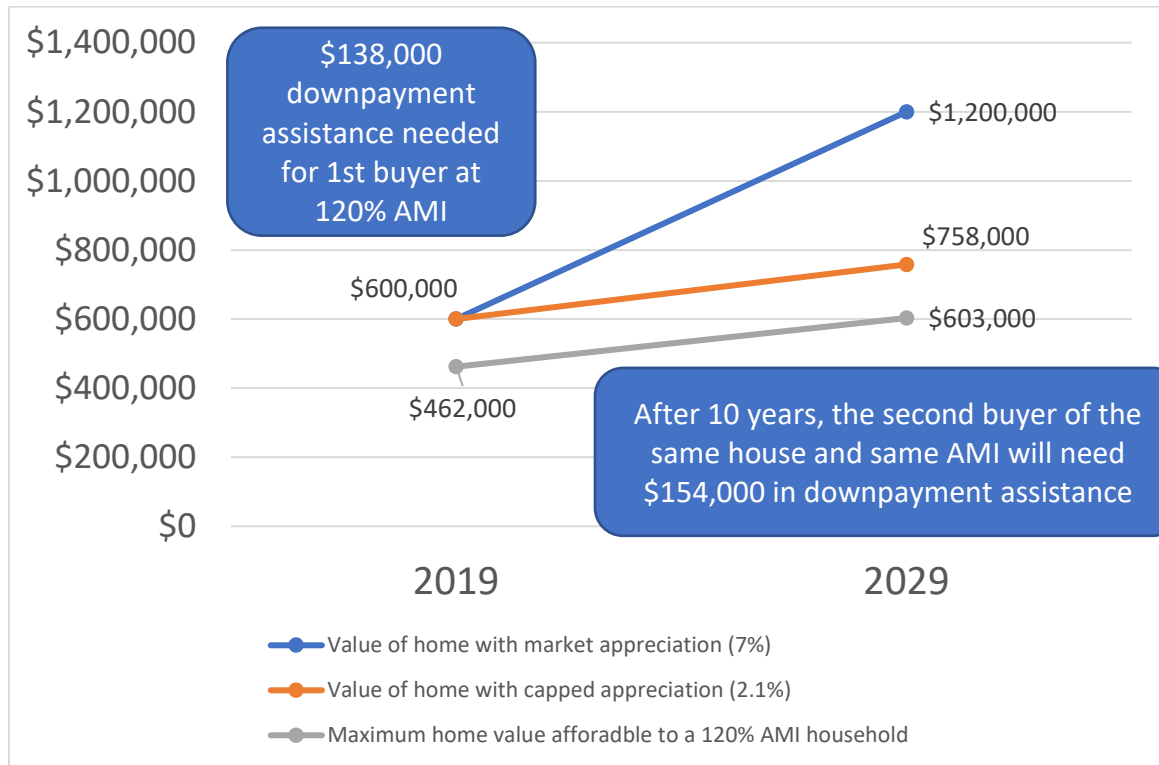 $1,400,000
$1,200,000
$1,000,000
$800,000
$600,000
$400,000
$200,000
$0
$138,000
downpayment
assistance needed
for 1st buyer at
120% AMI
$1,200,000
$758,000
$600,000
$603,000
$462,000
After 10 years, the second buyer of the
same house and same AMI will need
$154,000 in downpayment assistance
2019
2029
Value of home with market appreciation (7%)
Value of home with capped appreciation (2.1%)
Maximum home value afforadble to a 120% AMI household